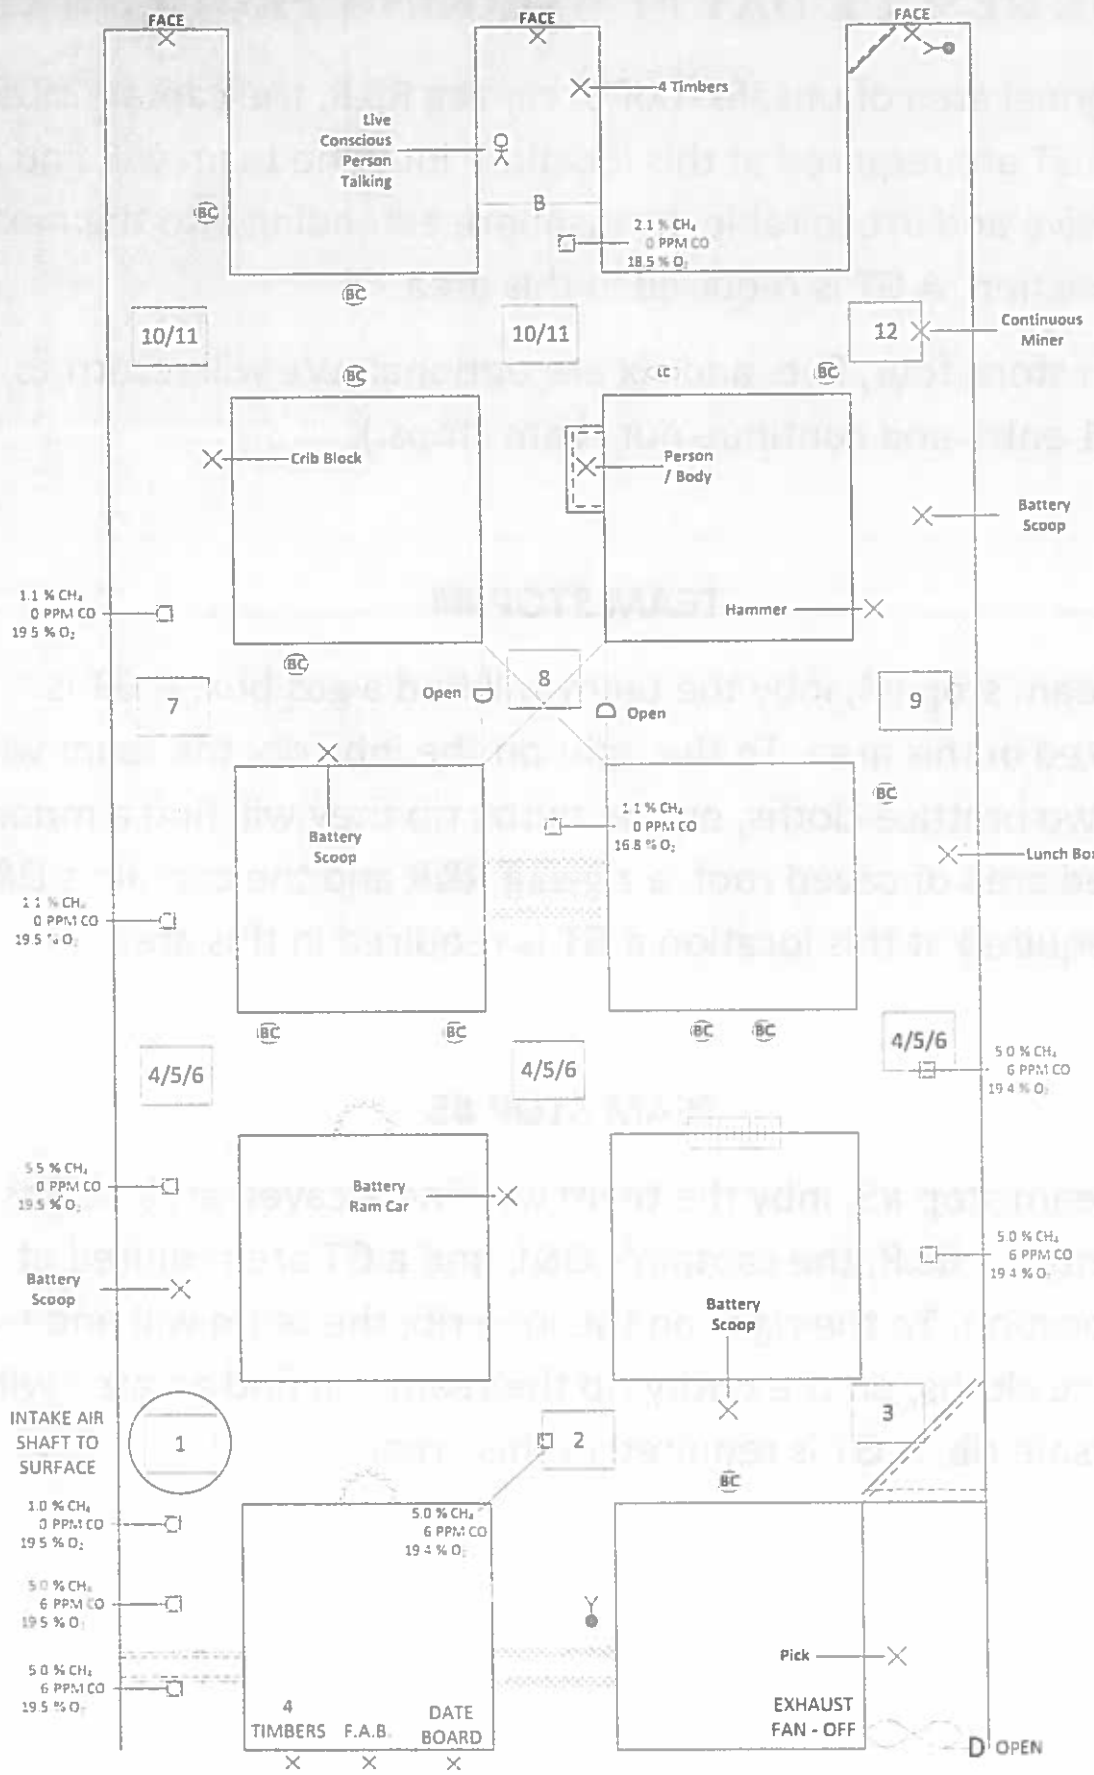 FACE
FACE
FACE
4 Timbers
Live
Conscious
Person
Talking
BC
B
2.1 % CH₄
0 PPM CO
18.5 % O₂
BC
10/11
10/11
12
Continuous
Miner
BC
BC
Crib Block
Person
/ Body
Battery
Scoop
1.1 % CH₄
0 PPM CO
19.5 % O₂
Hammer
BC
7
Open
8
Open
9
Battery
Scoop
1.1 % CH₄
0 PPM CO
16.8 % O₂
BC
Lunch Box
1.1 % CH₄
0 PPM CO
19.5 % O₂
BC
BC
BC
BC
4/5/6
4/5/6
4/5/6
5.0 % CH₄
6 PPM CO
19.4 % O₂
5.5 % CH₄
0 PPM CO
19.5 % O₂
Battery
Ram Car
5.0 % CH₄
6 PPM CO
19.4 % O₂
Battery
Scoop
Battery
Scoop
INTAKE AIR
SHAFT TO
SURFACE
1
2
3
BC
1.0 % CH₄
0 PPM CO
19.5 % O₂
5.0 % CH₄
6 PPM CO
19.4 % O₂
5.0 % CH₄
6 PPM CO
19.5 % O₂
5.0 % CH₄
6 PPM CO
19.5 % O₂
Pick
4
TIMBERS
F.A.B.
DATE
BOARD
EXHAUST
FAN - OFF
D OPEN